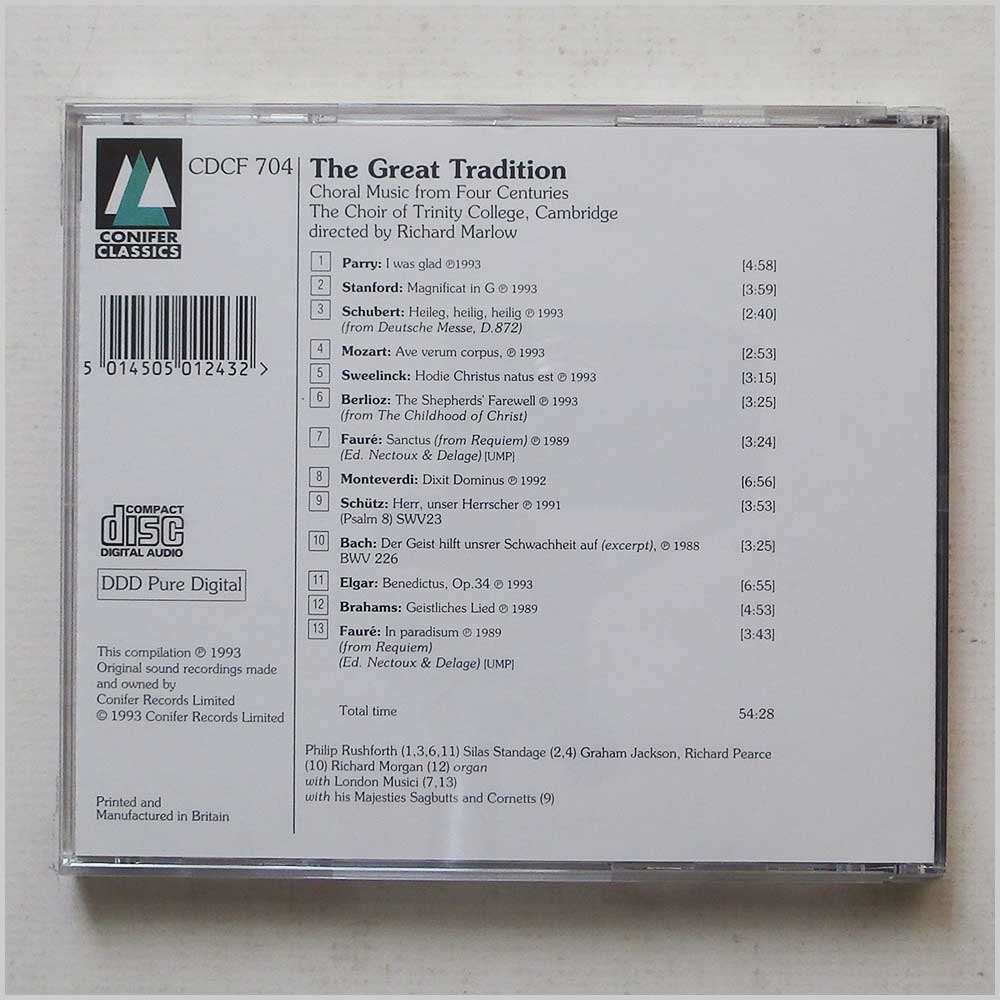 CONIFER
CLASSICS
CDCF 704
5 014505 012432 >
COMPACT
disc
DIGITAL AUDIO
DDD Pure Digital
This compilation ℗ 1993
Original sound recordings made
and owned by
Conifer Records Limited
© 1993 Conifer Records Limited
Printed and
Manufactured in Britain
The Great Tradition
Choral Music from Four Centuries
The Choir of Trinity College, Cambridge
directed by Richard Marlow
1 Parry: I was glad ℗1993 [4:58]
2 Stanford: Magnificat in G ℗ 1993 [3:59]
3 Schubert: Heileg, heilig, heilig ℗ 1993 [2:40]
(from Deutsche Messe, D.872)
4 Mozart: Ave verum corpus, ℗ 1993 [2:53]
5 Sweelinck: Hodie Christus natus est ℗ 1993 [3:15]
6 Berlioz: The Shepherds' Farewell ℗ 1993 [3:25]
(from The Childhood of Christ)
7 Fauré: Sanctus (from Requiem) ℗ 1989 [3:24]
(Ed. Nectoux & Delage) [UMP]
8 Monteverdi: Dixit Dominus ℗ 1992 [6:56]
9 Schütz: Herr, unser Herrscher ℗ 1991 [3:53]
(Psalm 8) SWV23
10 Bach: Der Geist hilft unsrer Schwachheit auf (excerpt), ℗ 1988 [3:25]
BWV 226
11 Elgar: Benedictus, Op.34 ℗ 1993 [6:55]
12 Brahams: Geistliches Lied ℗ 1989 [4:53]
13 Fauré: In paradisum ℗ 1989 [3:43]
(from Requiem)
(Ed. Nectoux & Delage) [UMP]
Total time 54:28
Philip Rushforth (1,3,6,11) Silas Standage (2,4) Graham Jackson, Richard Pearce
(10) Richard Morgan (12) organ
with London Musici (7,13)
with his Majesties Sagbutts and Cornetts (9)